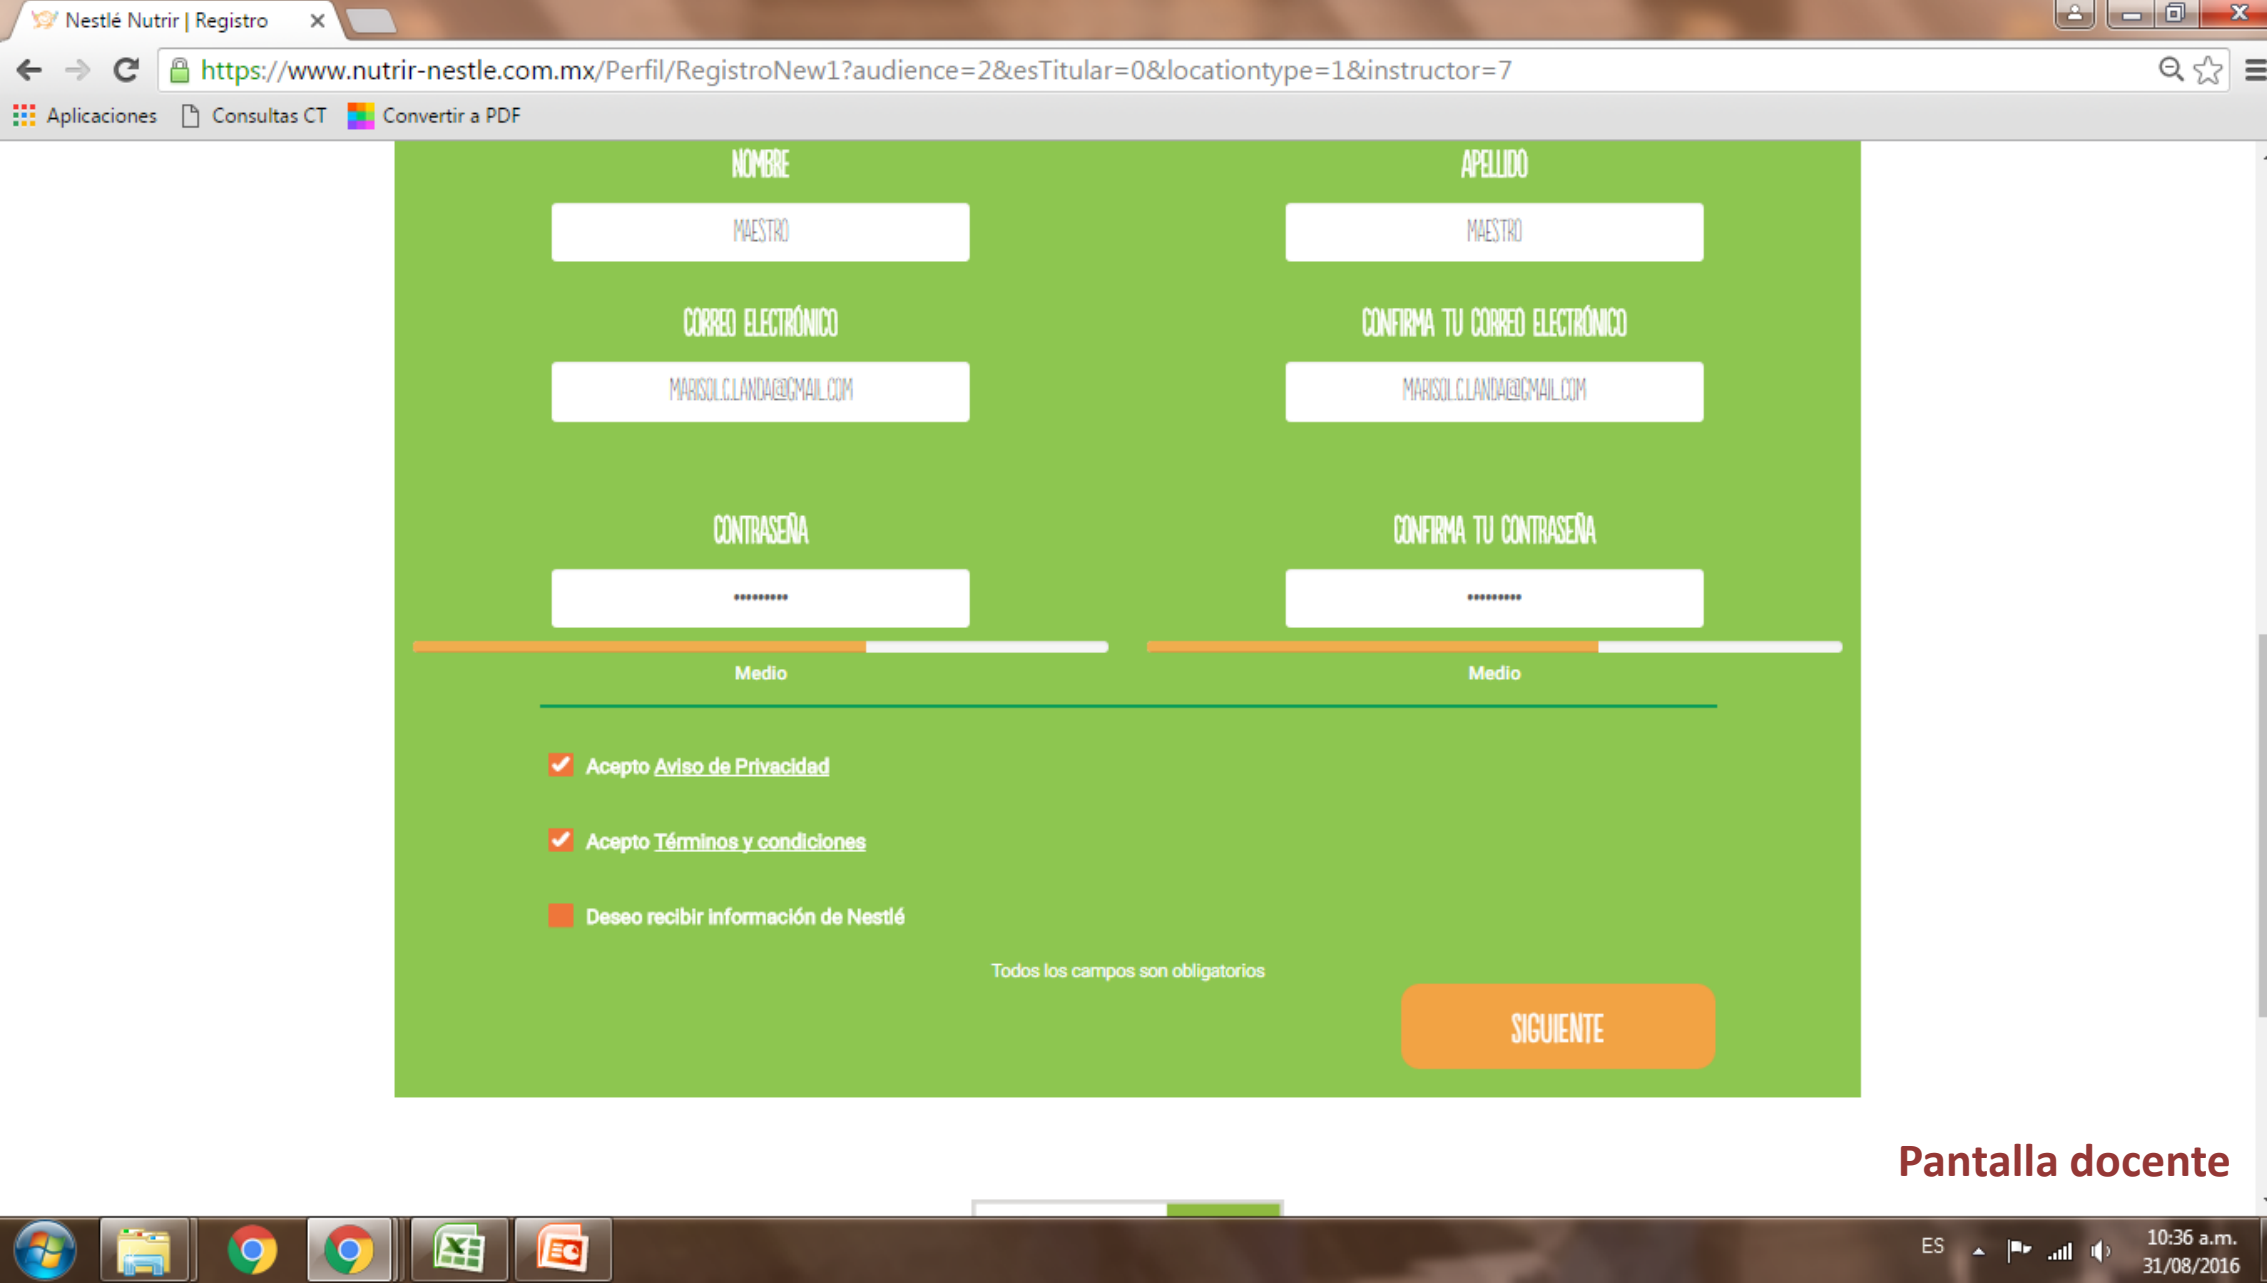 Nestlé Nutrir | Registro
https://www.nutrir-nestle.com.mx/Perfil/RegistroNew1?audience=2&esTitular=0&locationtype=1&instructor=7
Aplicaciones Consultas CT Convertir a PDF
NOMBRE APELLIDO
MAESTRO MAESTRO
CORREO ELECTRÓNICO CONFIRMA TU CORREO ELECTRÓNICO
MARISOL.C.LANDA@GMAIL.COM MARISOL.C.LANDA@GMAIL.COM
CONTRASEÑA CONFIRMA TU CONTRASEÑA
••••••••• •••••••••
Medio Medio
Acepto Aviso de Privacidad
Acepto Términos y condiciones
Deseo recibir información de Nestlé
Todos los campos son obligatorios
SIGUIENTE
Pantalla docente
ES 10:36 a.m.
31/08/2016